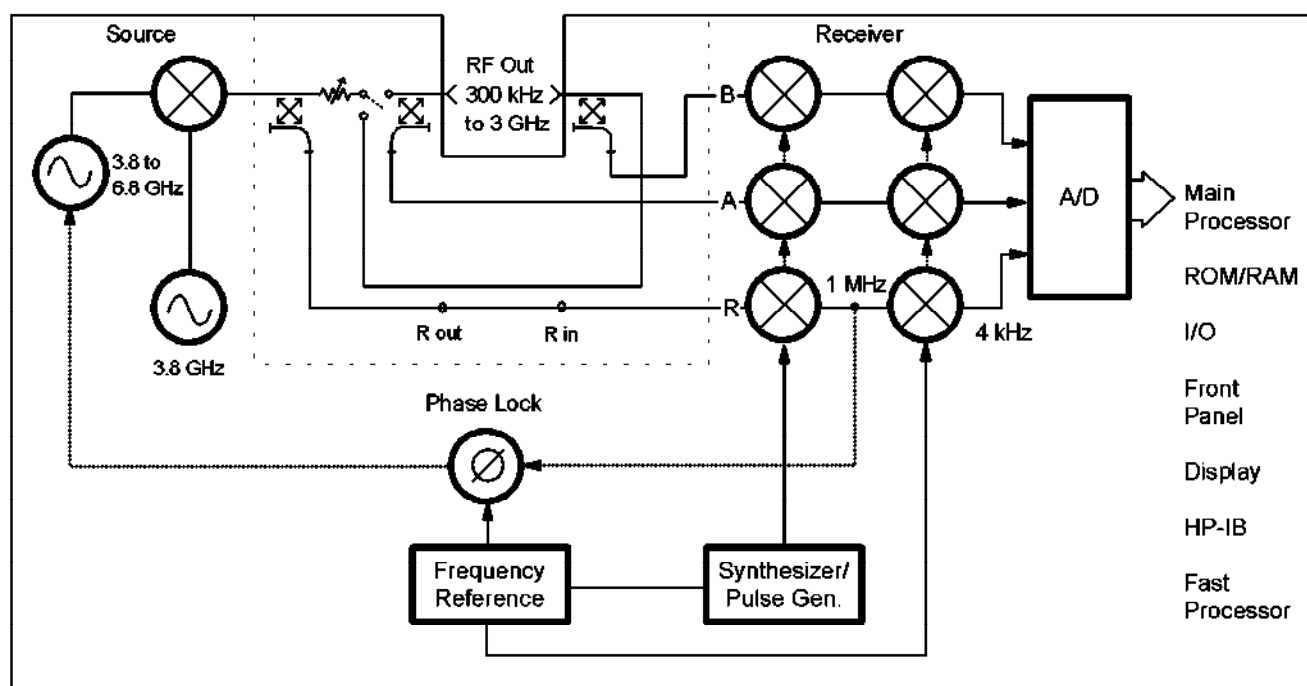 Source
Receiver
RF Out
300 kHz
to 3 GHz
B
3.8 to
6.8 GHz
A
A/D
Main
Processor
ROM/RAM
1 MHz
R
R out
R in
4 kHz
I/O
3.8 GHz
Phase Lock
Front
Panel
Display
HP-IB
Frequency
Reference
Synthesizer/
Pulse Gen.
Fast
Processor